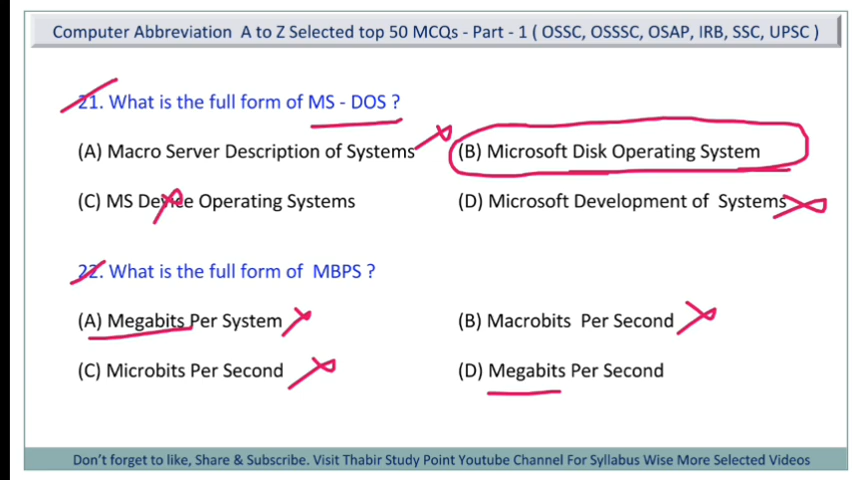 Computer Abbreviation A to Z Selected top 50 MCQs - Part - 1 ( OSSC, OSSSC, OSAP, IRB, SSC, UPSC )
21. What is the full form of MS - DOS ?
(A) Macro Server Description of Systems (B) Microsoft Disk Operating System
(C) MS Device Operating Systems (D) Microsoft Development of Systems
22. What is the full form of MBPS ?
(A) Megabits Per System (B) Macrobits Per Second
(C) Microbits Per Second (D) Megabits Per Second
Don't forget to like, Share & Subscribe. Visit Thabir Study Point Youtube Channel For Syllabus Wise More Selected Videos